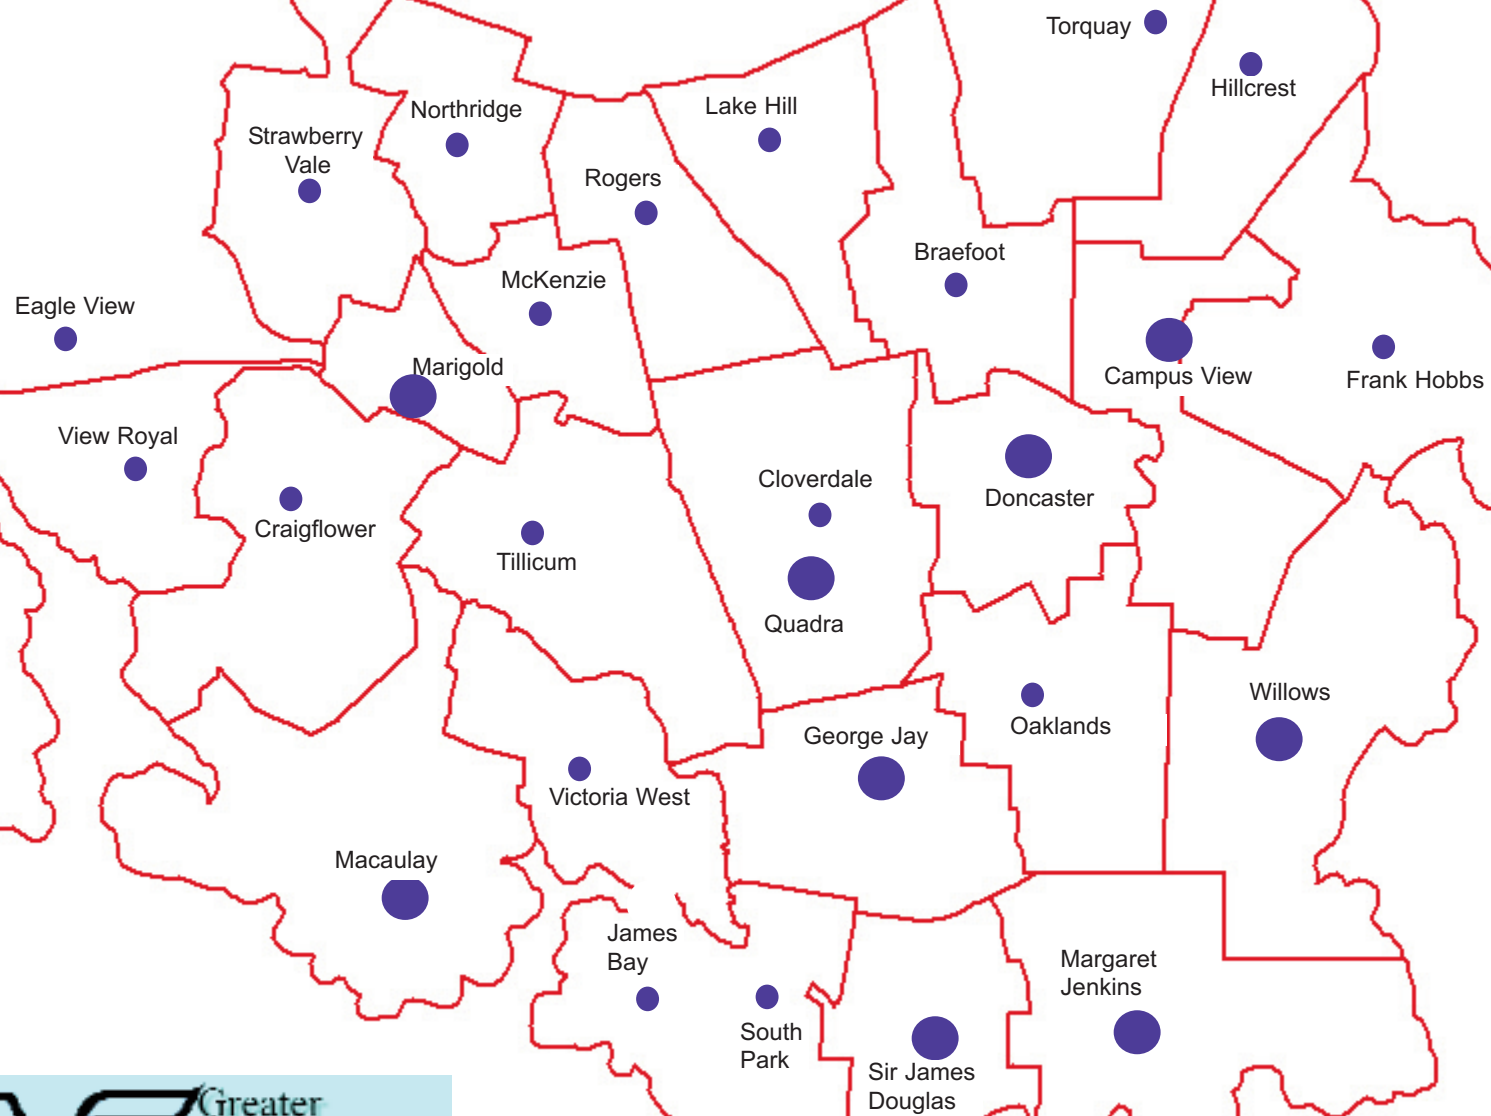 Torquay
Hillcrest
Northridge
Lake Hill
Strawberry
Vale
Rogers
Braefoot
McKenzie
Eagle View
Marigold
Campus View
Frank Hobbs
View Royal
Cloverdale
Doncaster
Craigflower
Tillicum
Quadra
Willows
Oaklands
George Jay
Victoria West
Macaulay
James
Bay
Margaret
Jenkins
South
Park
Sir James
Douglas
Greater